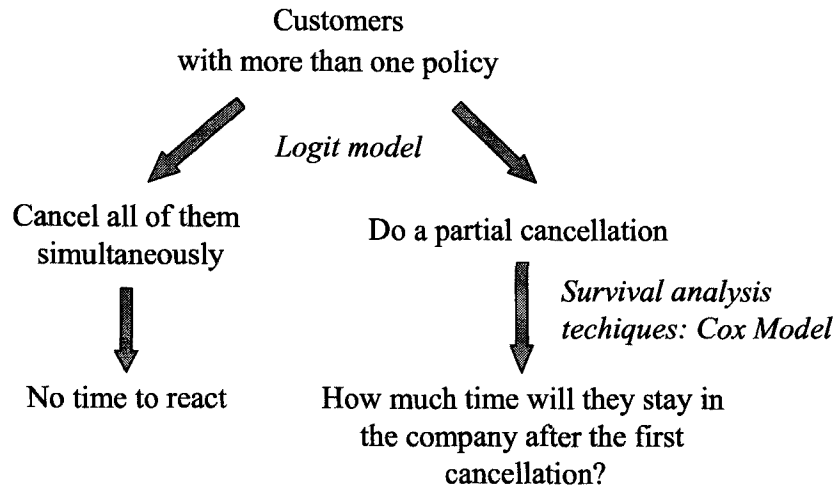 Customers
with more than one policy
Logit model
Cancel all of them
simultaneously
Do a partial cancellation
Survival analysis
techiques: Cox Model
No time to react
How much time will they stay in
the company after the first
cancellation?